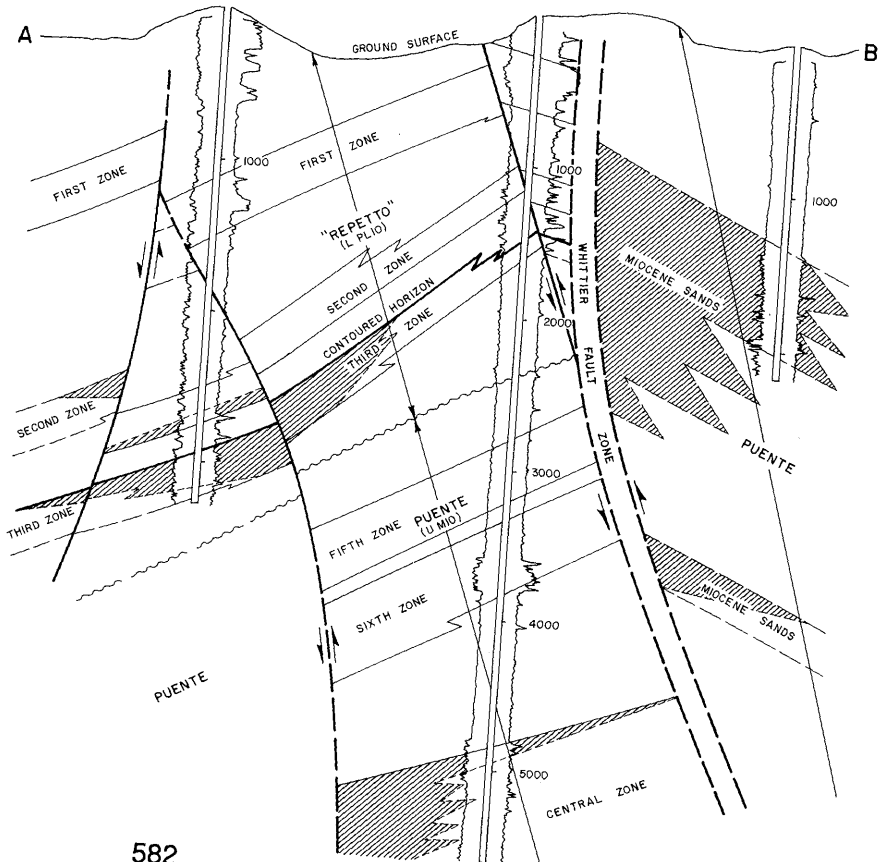 A
GROUND SURFACE
B
FIRST ZONE
FIRST ZONE
1000
1000
1000
"REPETTO"
(L PLIO)
SECOND ZONE
CONTOURED HORIZON
THIRD ZONE
WHITTIER FAULT ZONE
MIOCENE SANDS
2000
SECOND ZONE
THIRD ZONE
3000
PUENTE
FIFTH ZONE
PUENTE
(U MIO)
SIXTH ZONE
4000
MIOCENE SANDS
PUENTE
5000
CENTRAL ZONE
582